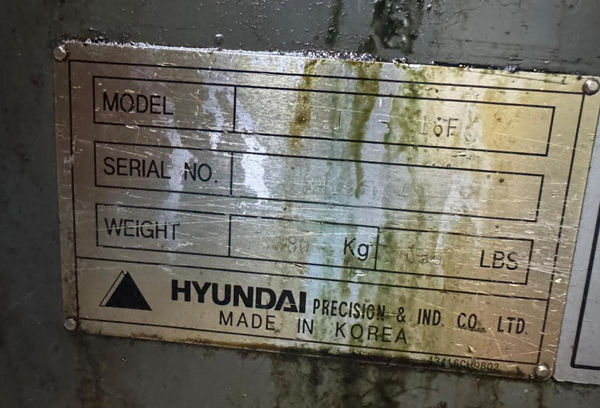 MODEL
SERIAL NO.
WEIGHT Kg LBS
HYUNDAI PRECISION & IND. CO. LTD.
MADE IN KOREA